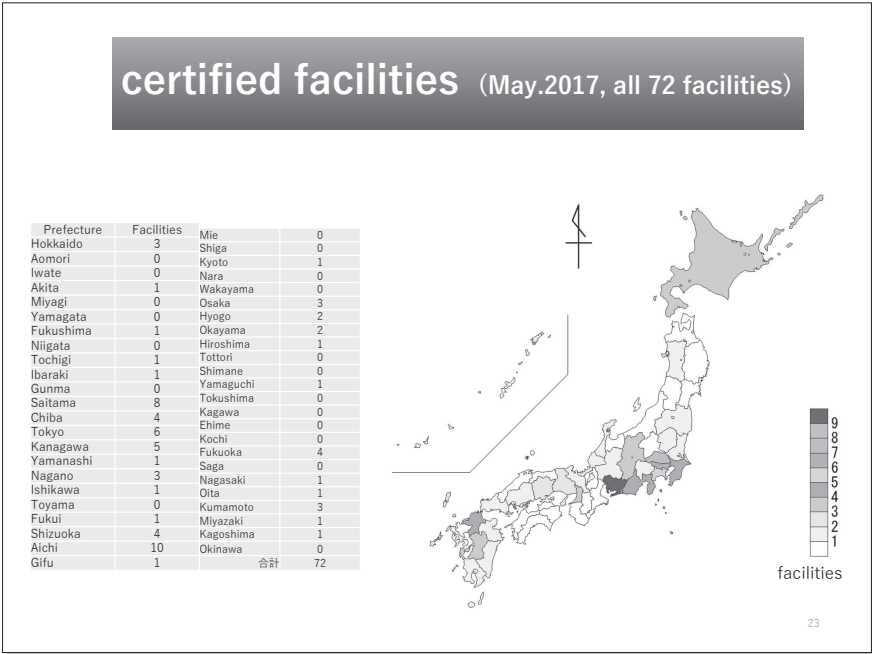 certified facilities (May.2017, all 72 facilities)
Prefecture Facilities
Hokkaido 3
Aomori 0
Iwate 0
Akita 1
Miyagi 0
Yamagata 0
Fukushima 1
Niigata 0
Tochigi 1
Ibaraki 1
Gunma 0
Saitama 8
Chiba 4
Tokyo 6
Kanagawa 5
Yamanashi 1
Nagano 3
Ishikawa 1
Toyama 0
Fukui 1
Shizuoka 4
Aichi 10
Gifu 1
Mie 0
Shiga 0
Kyoto 1
Nara 0
Wakayama 0
Osaka 3
Hyogo 2
Okayama 2
Hiroshima 1
Tottori 0
Shimane 0
Yamaguchi 1
Tokushima 0
Kagawa 0
Ehime 0
Kochi 0
Fukuoka 4
Saga 0
Nagasaki 1
Oita 1
Kumamoto 3
Miyazaki 1
Kagoshima 1
Okinawa 0
合計 72
9
8
7
6
5
4
3
2
1
facilities
23